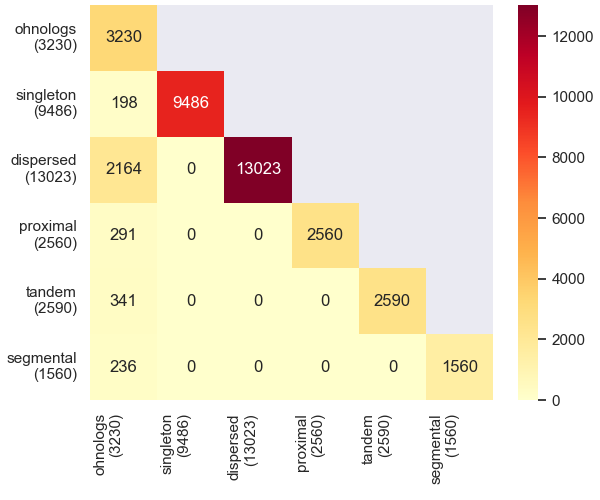 ohnologs
(3230)
3230
singleton
(9486)
198 9486
dispersed
(13023)
2164 0 13023
proximal
(2560)
291 0 0 2560
tandem
(2590)
341 0 0 0 2590
segmental
(1560)
236 0 0 0 0 1560
ohnologs
(3230)
singleton
(9486)
dispersed
(13023)
proximal
(2560)
tandem
(2590)
segmental
(1560)
12000
10000
8000
6000
4000
2000
0